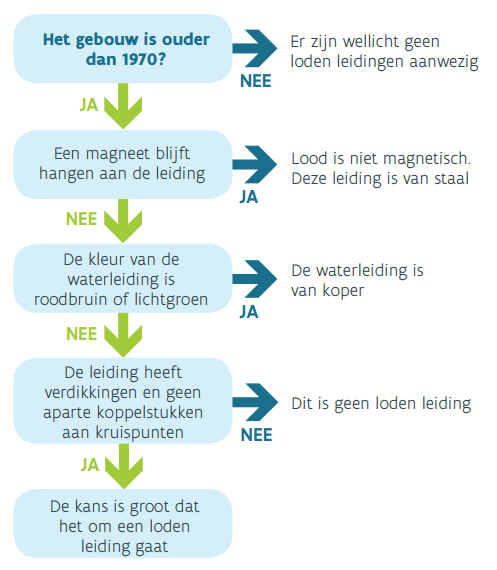 Het gebouw is ouder
dan 1970?
NEE
Er zijn wellicht geen
loden leidingen aanwezig
JA
Een magneet blijft
hangen aan de leiding
JA
Lood is niet magnetisch.
Deze leiding is van staal
NEE
De kleur van de
waterleiding is
roodbruin of lichtgroen
JA
De waterleiding is
van koper
NEE
De leiding heeft
verdikkingen en geen
aparte koppelstukken
aan kruispunten
NEE
Dit is geen loden leiding
JA
De kans is groot dat
het om een loden
leiding gaat